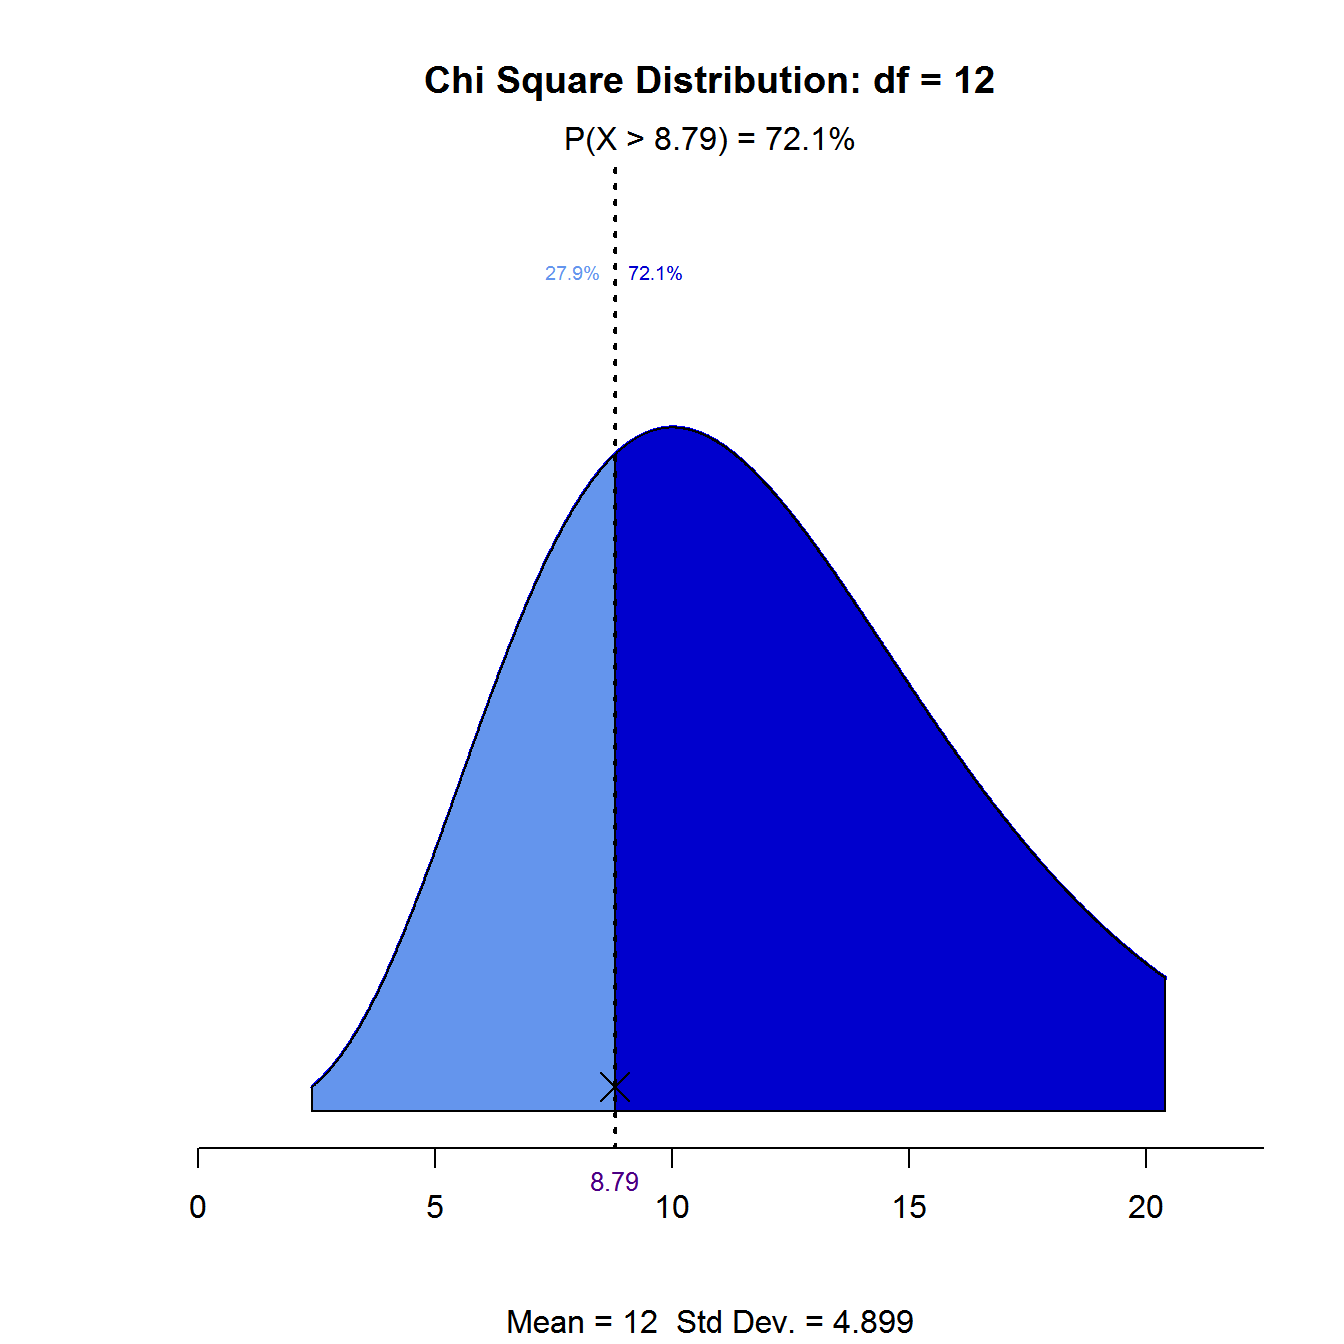 Chi Square Distribution: df = 12
P(X > 8.79) = 72.1%
27.9% 72.1%
8.79
0 5 10 15 20
Mean = 12 Std Dev. = 4.899